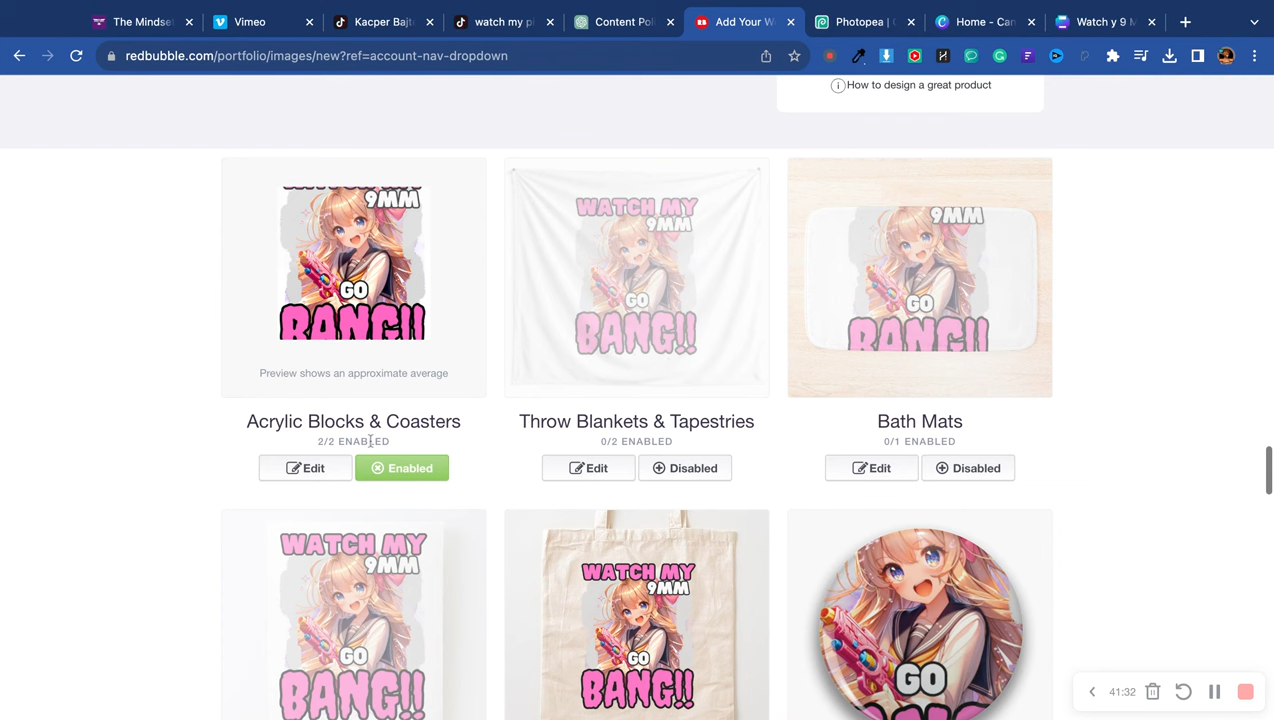 The Mindset
Vimeo
Kacper Bajt
watch my pi
Content Poli
Add Your W
Photopea | 
Home - Can
Watch y 9 M
redbubble.com/portfolio/images/new?ref=account-nav-dropdown
How to design a great product
9MM
GO
BANG!!
Preview shows an approximate average
WATCH MY
9MM
GO
BANG!!
9MM
GO
BANG!!
Acrylic Blocks & Coasters
Throw Blankets & Tapestries
Bath Mats
2/2 ENABLED
0/2 ENABLED
0/1 ENABLED
Edit
Enabled
Edit
Disabled
Edit
Disabled
WATCH MY
9MM
GO
BANG!!
WATCH MY
9MM
GO
BANG!!
GO
41:32